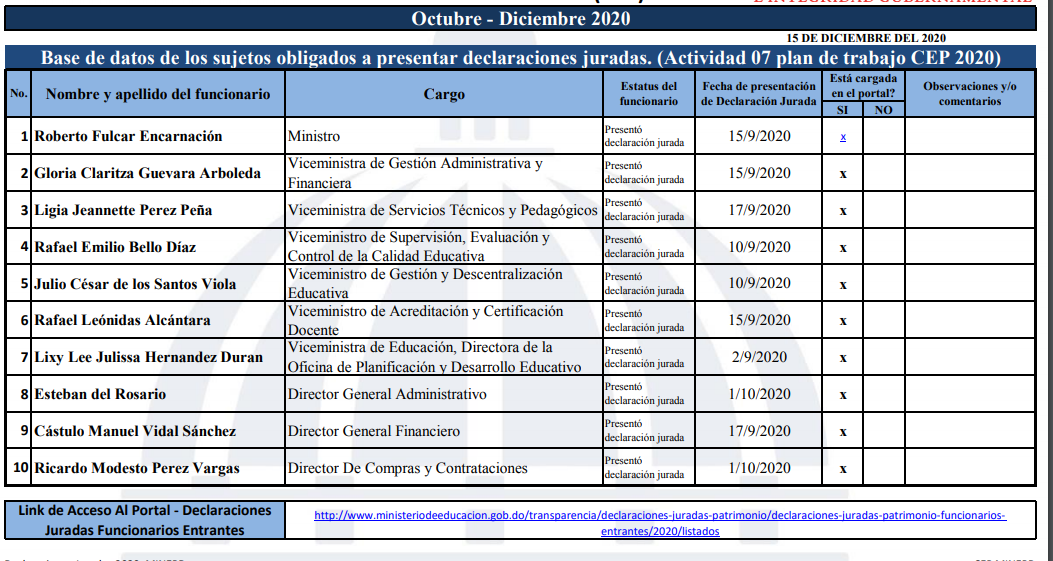 Octubre - Diciembre 2020
15 DE DICIEMBRE DEL 2020
Base de datos de los sujetos obligados a presentar declaraciones juradas. (Actividad 07 plan de trabajo CEP 2020)
No. Nombre y apellido del funcionario Cargo Estatus del funcionario Fecha de presentación de Declaración Jurada Está cargada en el portal? Observaciones y/o comentarios
SI NO
1 Roberto Fulcar Encarnación Ministro Presentó declaración jurada 15/9/2020 x
2 Gloria Claritza Guevara Arboleda Viceministra de Gestión Administrativa y Financiera Presentó declaración jurada 15/9/2020 x
3 Ligia Jeannette Perez Peña Viceministra de Servicios Técnicos y Pedagógicos Presentó declaración jurada 17/9/2020 x
4 Rafael Emilio Bello Díaz Viceministro de Supervisión, Evaluación y Control de la Calidad Educativa Presentó declaración jurada 10/9/2020 x
5 Julio César de los Santos Viola Viceministro de Gestión y Descentralización Educativa Presentó declaración jurada 10/9/2020 x
6 Rafael Leónidas Alcántara Viceministro de Acreditación y Certificación Docente Presentó declaración jurada 15/9/2020 x
7 Lixy Lee Julissa Hernandez Duran Viceministra de Educación, Directora de la Oficina de Planificación y Desarrollo Educativo Presentó declaración jurada 2/9/2020 x
8 Esteban del Rosario Director General Administrativo Presentó declaración jurada 1/10/2020 x
9 Cástulo Manuel Vidal Sánchez Director General Financiero Presentó declaración jurada 17/9/2020 x
10 Ricardo Modesto Perez Vargas Director De Compras y Contrataciones Presentó declaración jurada 1/10/2020 x
Link de Acceso Al Portal - Declaraciones Juradas Funcionarios Entrantes
http://www.ministeriodeeducacion.gob.do/transparencia/declaraciones-juradas-patrimonio/declaraciones-juradas-patrimonio-funcionarios-
entrantes/2020/listados